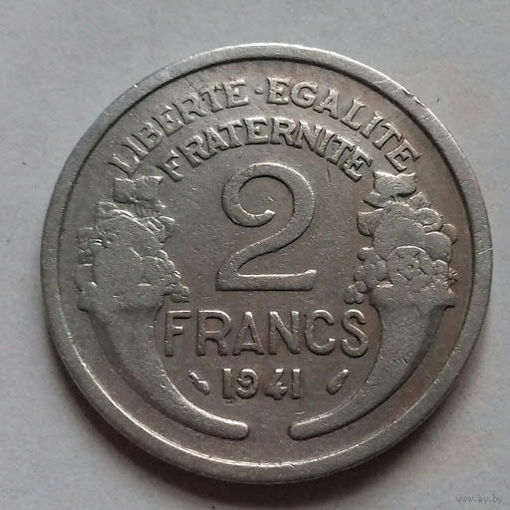 LIBERTE·EGALITE
FRATERNITE
2
FRANCS
1941
www.ay.by